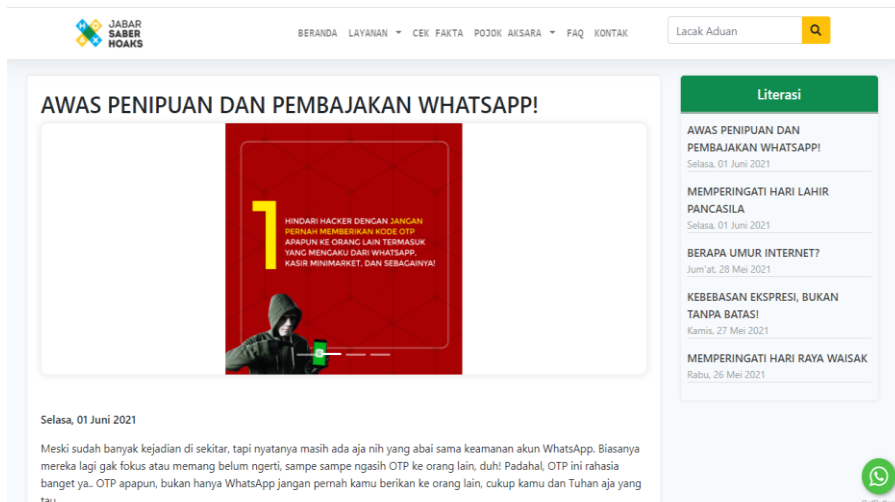 JABAR
SABER
HOAKS
BERANDA LAYANAN CEK FAKTA POJOK AKSARA FAQ KONTAK
Lacak Aduan
AWAS PENIPUAN DAN PEMBAJAKAN WHATSAPP!
1
HINDARI HACKER DENGAN JANGAN
PERNAH MEMBERIKAN KODE OTP
APAPUN KE ORANG LAIN TERMASUK
YANG MENGAKU DARI WHATSAPP,
KASIR MINIMARKET, DAN SEBAGAINYA!
Selasa, 01 Juni 2021
Meski sudah banyak kejadian di sekitar, tapi nyatanya masih ada aja nih yang abai sama keamanan akun WhatsApp. Biasanya
mereka lagi gak fokus atau memang belum ngerti, sampe sampe ngasih OTP ke orang lain, duh! Padahal, OTP ini rahasia
banget ya.. OTP apapun, bukan hanya WhatsApp jangan pernah kamu berikan ke orang lain, cukup kamu dan Tuhan aja yang
tau
Literasi
AWAS PENIPUAN DAN
PEMBAJAKAN WHATSAPP!
Selasa, 01 Juni 2021
MEMPERINGATI HARI LAHIR
PANCASILA
Selasa, 01 Juni 2021
BERAPA UMUR INTERNET?
Jum'at, 28 Mei 2021
KEBEBASAN EKSPRESI, BUKAN
TANPA BATAS!
Kamis, 27 Mei 2021
MEMPERINGATI HARI RAYA WAISAK
Rabu, 26 Mei 2021